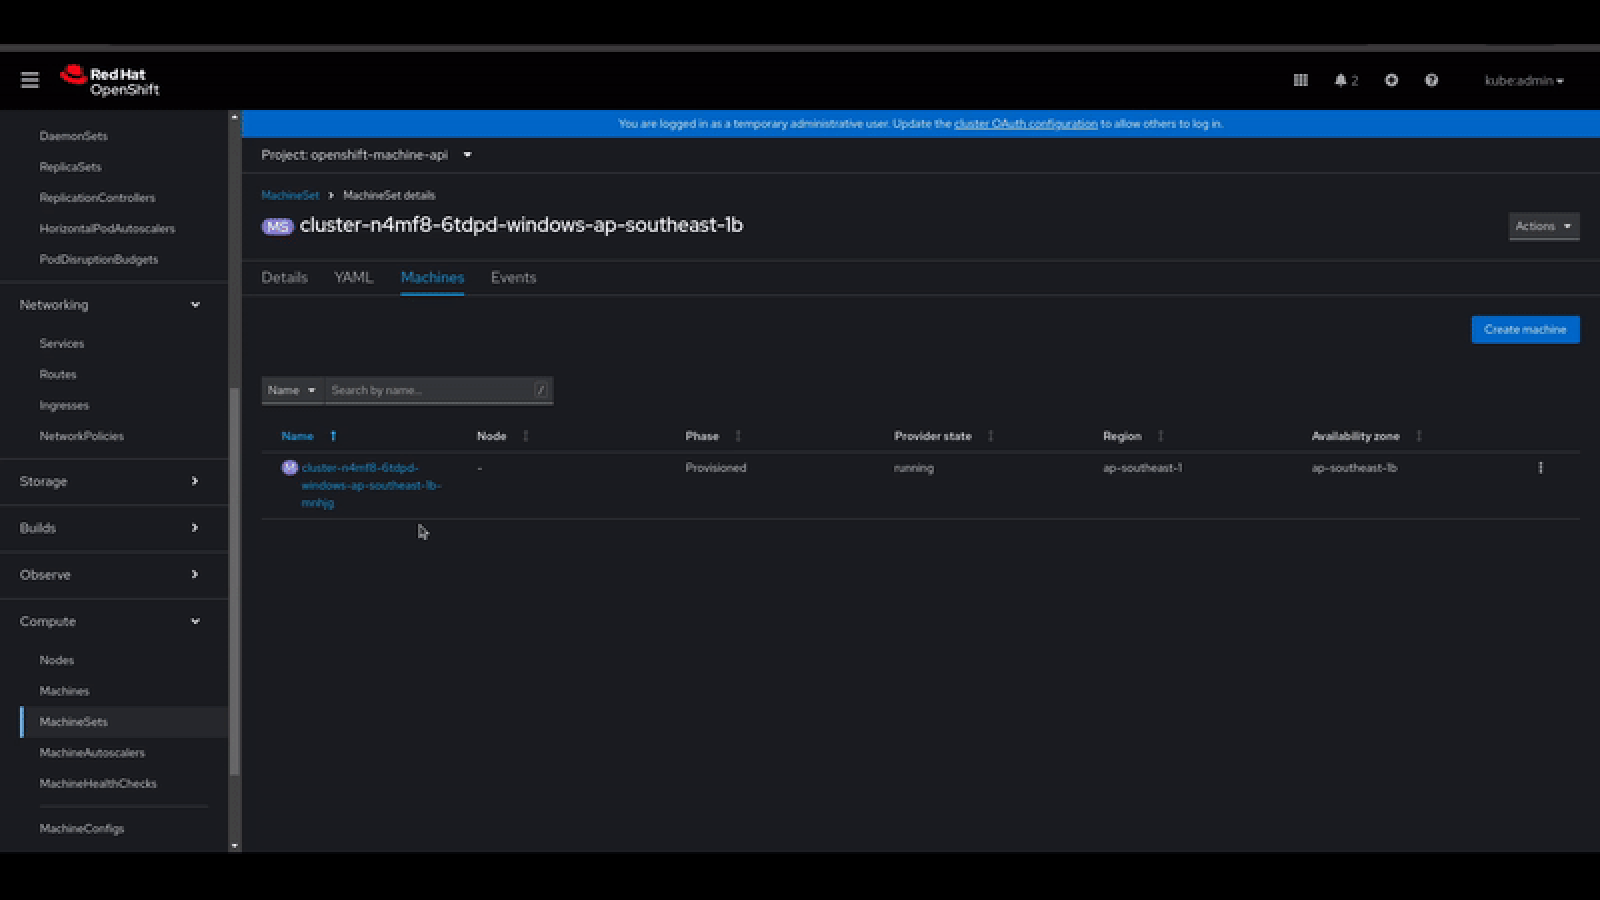 Red Hat
OpenShift
2
kube:admin
You are logged in as a temporary administrative user. Update the cluster OAuth configuration to allow others to log in.
DaemonSets
ReplicaSets
ReplicationControllers
HorizontalPodAutoscalers
PodDisruptionBudgets
Networking
Services
Routes
Ingresses
NetworkPolicies
Storage
Builds
Observe
Compute
Nodes
Machines
MachineSets
MachineAutoscalers
MachineHealthChecks
MachineConfigs
Project: openshift-machine-api
MachineSet > MachineSet details
MS cluster-n4mf8-6tdpd-windows-ap-southeast-1b
Actions
Details YAML Machines Events
Create machine
Name Search by name... /
Name Node Phase Provider state Region Availability zone
M cluster-n4mf8-6tdpd- - Provisioned running ap-southeast-1 ap-southeast-1b
windows-ap-southeast-1b-
mnhjg